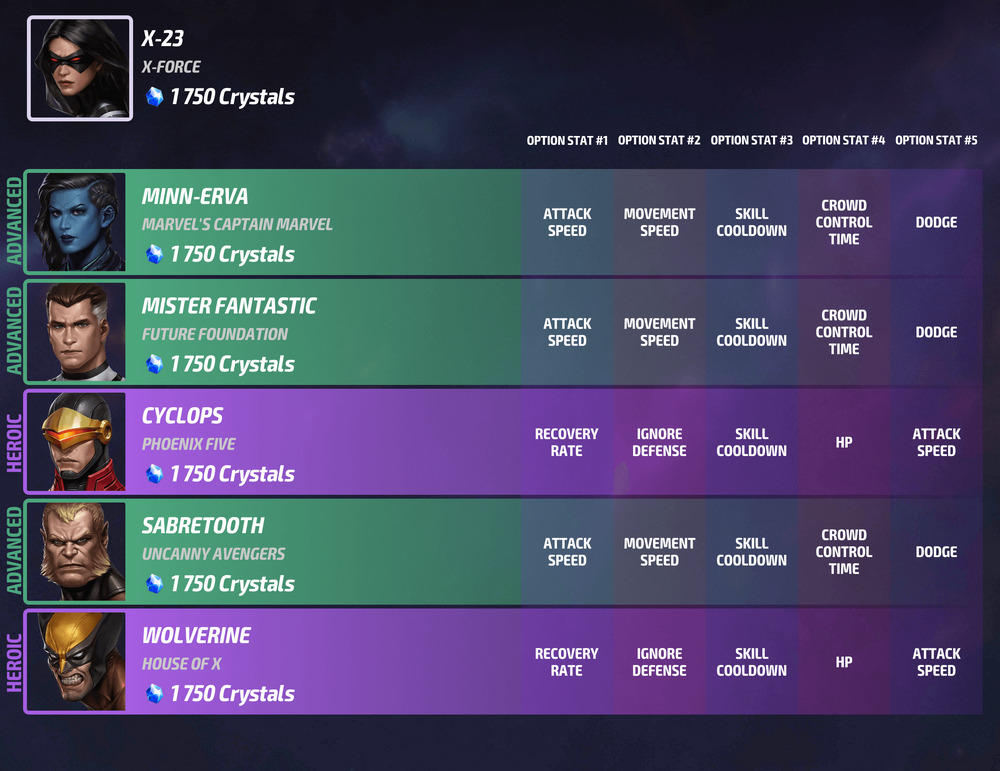 X-23
X-FORCE
1 750 Crystals
OPTION STAT #1 OPTION STAT #2 OPTION STAT #3 OPTION STAT #4 OPTION STAT #5
ADVANCED
MINN-ERVA
MARVEL'S CAPTAIN MARVEL
1 750 Crystals
ATTACK
SPEED
MOVEMENT
SPEED
SKILL
COOLDOWN
CROWD
CONTROL
TIME
DODGE
ADVANCED
MISTER FANTASTIC
FUTURE FOUNDATION
1 750 Crystals
ATTACK
SPEED
MOVEMENT
SPEED
SKILL
COOLDOWN
CROWD
CONTROL
TIME
DODGE
HEROIC
CYCLOPS
PHOENIX FIVE
1 750 Crystals
RECOVERY
RATE
IGNORE
DEFENSE
SKILL
COOLDOWN
HP
ATTACK
SPEED
ADVANCED
SABRETOOTH
UNCANNY AVENGERS
1 750 Crystals
ATTACK
SPEED
MOVEMENT
SPEED
SKILL
COOLDOWN
CROWD
CONTROL
TIME
DODGE
HEROIC
WOLVERINE
HOUSE OF X
1 750 Crystals
RECOVERY
RATE
IGNORE
DEFENSE
SKILL
COOLDOWN
HP
ATTACK
SPEED